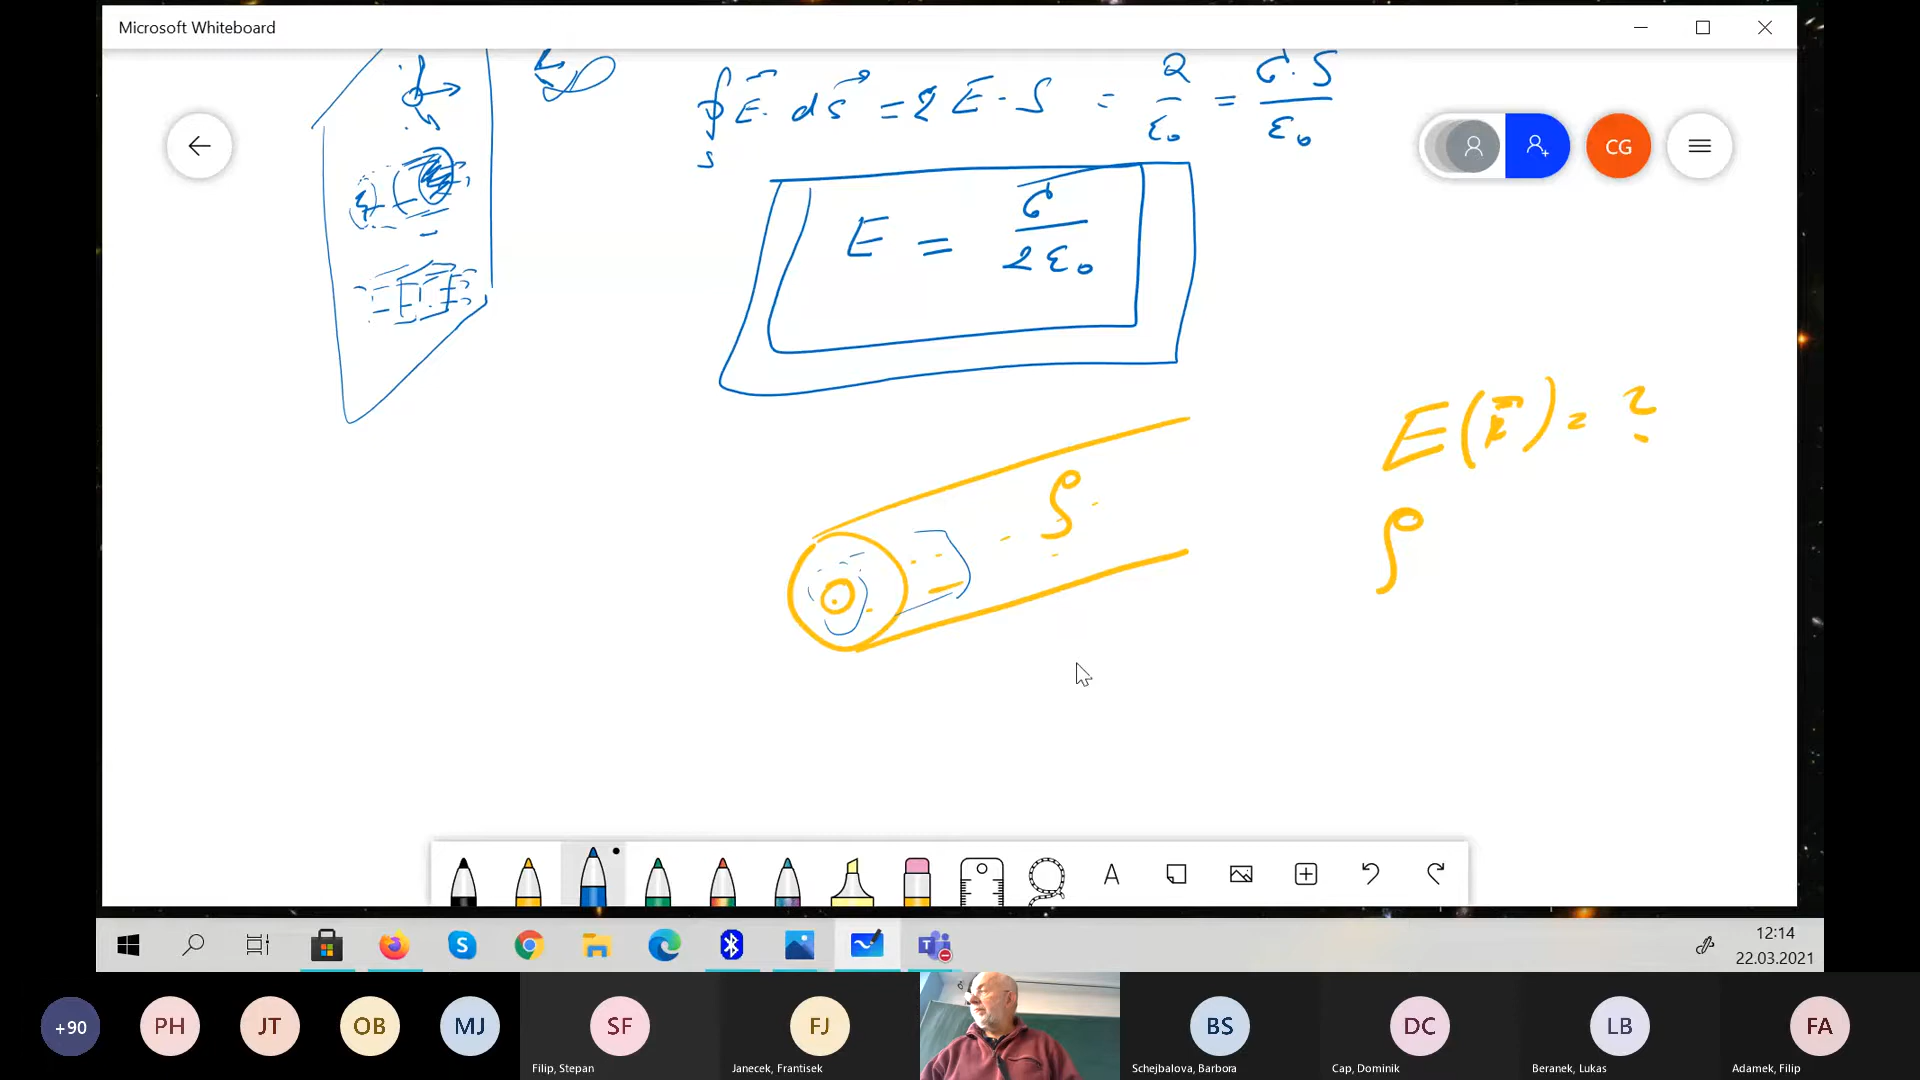 Microsoft Whiteboard
∮ E⃗ · ds⃗ = 2 E · S = Q/ε₀ = σ · S/ε₀
S
CG
E = σ/2ε₀
E(r⃗) = ?
ρ
ρ
A
12:14
22.03.2021
+90
PH
JT
OB
MJ
SF
FJ
BS
DC
LB
FA
Filip, Stepan
Janecek, Frantisek
Schejbalova, Barbora
Cap, Dominik
Beranek, Lukas
Adamek, Filip